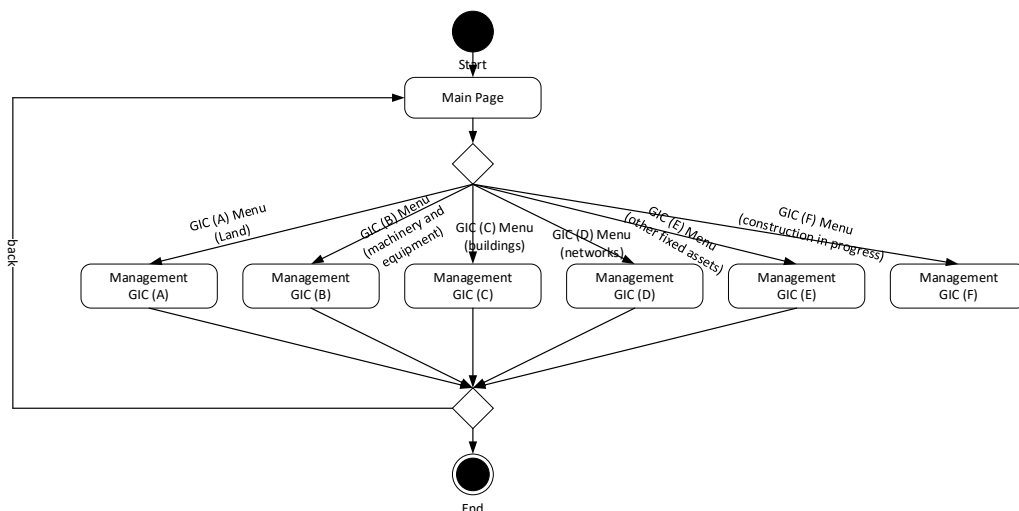 Start
Main Page
GIC (A) Menu
(Land)
GIC (B) Menu
(machinery and
equipment)
GIC (C) Menu
(buildings)
GIC (D) Menu
(networks)
GIC (E) Menu
(other fixed assets)
GIC (F) Menu
(construction in progress)
back
Management
GIC (A)
Management
GIC (B)
Management
GIC (C)
Management
GIC (D)
Management
GIC (E)
Management
GIC (F)
End